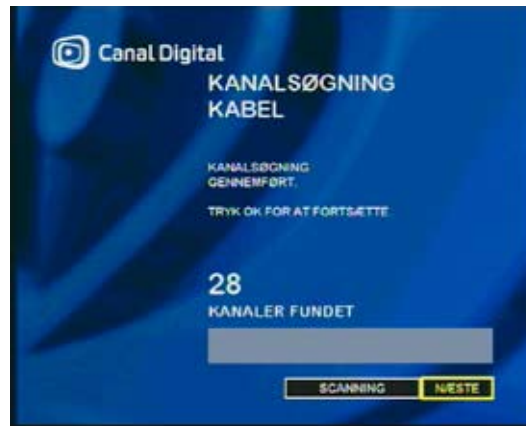 Canal Digital
KANALSØGNING
KABEL
KANALSØGNING
GENNEMFØRT.
TRYK OK FOR AT FORTSÆTTE
28
KANALER FUNDET
SCANNING
NÆSTE